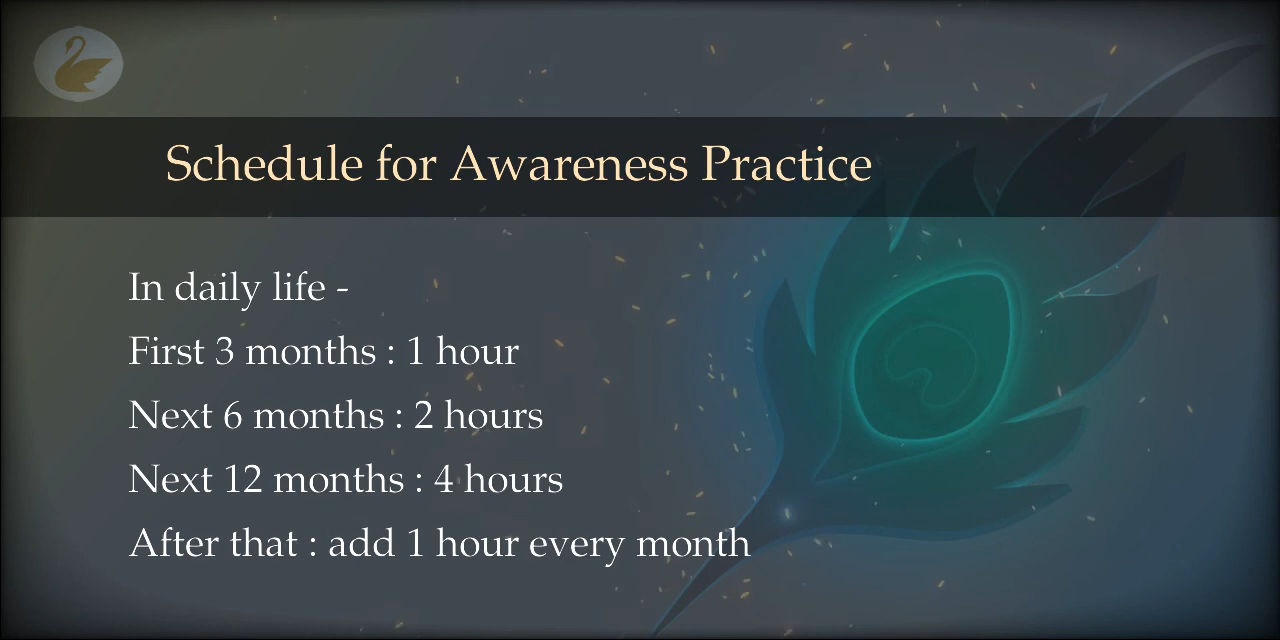 Schedule for Awareness Practice
In daily life -
First 3 months : 1 hour
Next 6 months : 2 hours
Next 12 months : 4 hours
After that : add 1 hour every month